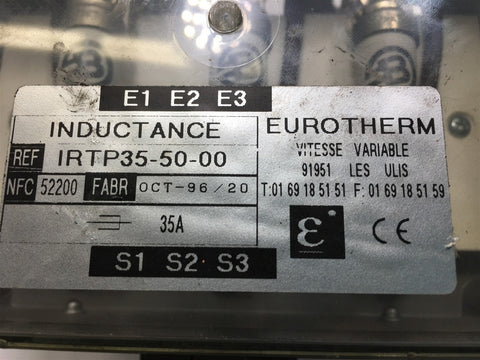 E1 E2 E3
INDUCTANCE
REF IRTP35-50-00
NFC 52200 FABR OCT-96/20
35A
S1 S2 S3
EUROTHERM
VITESSE VARIABLE
91951 LES ULIS
T:01 69 18 51 51 F:01 69 18 51 59
ε
CE